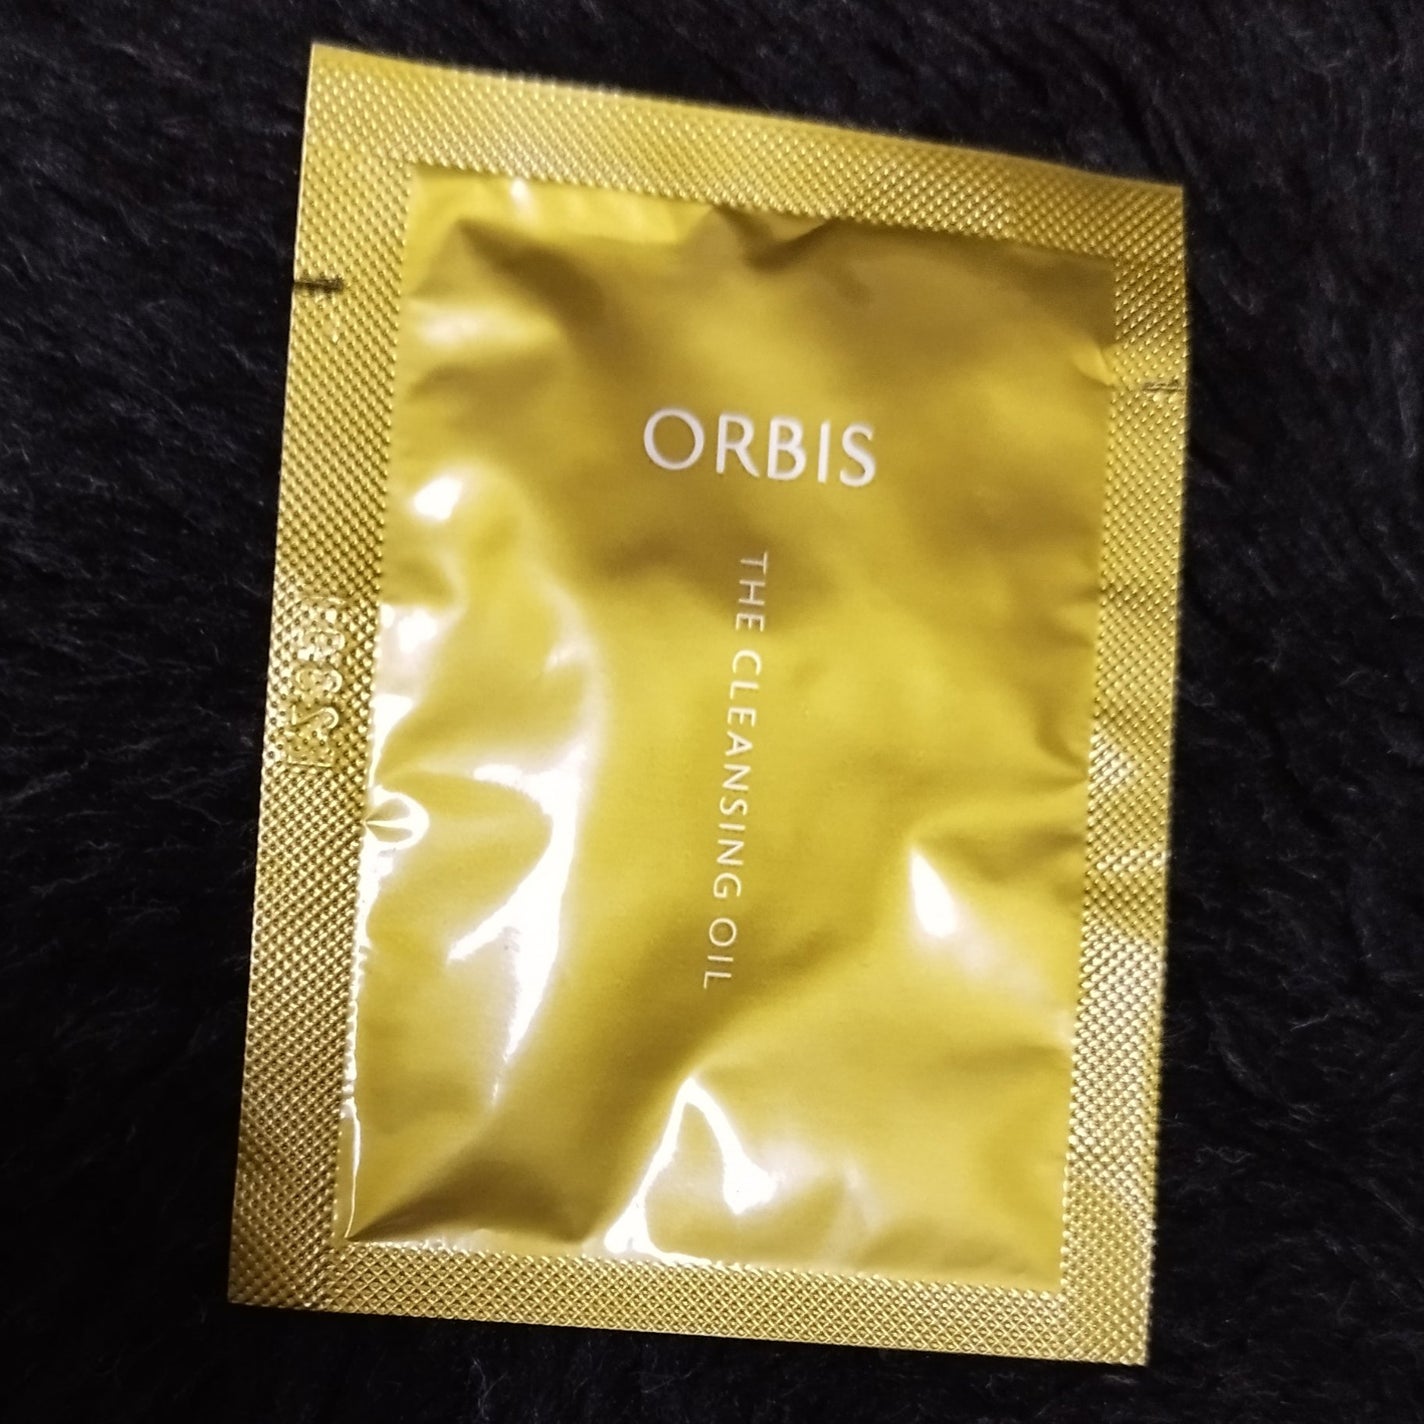 ORBIS
THE CLEANSING OIL